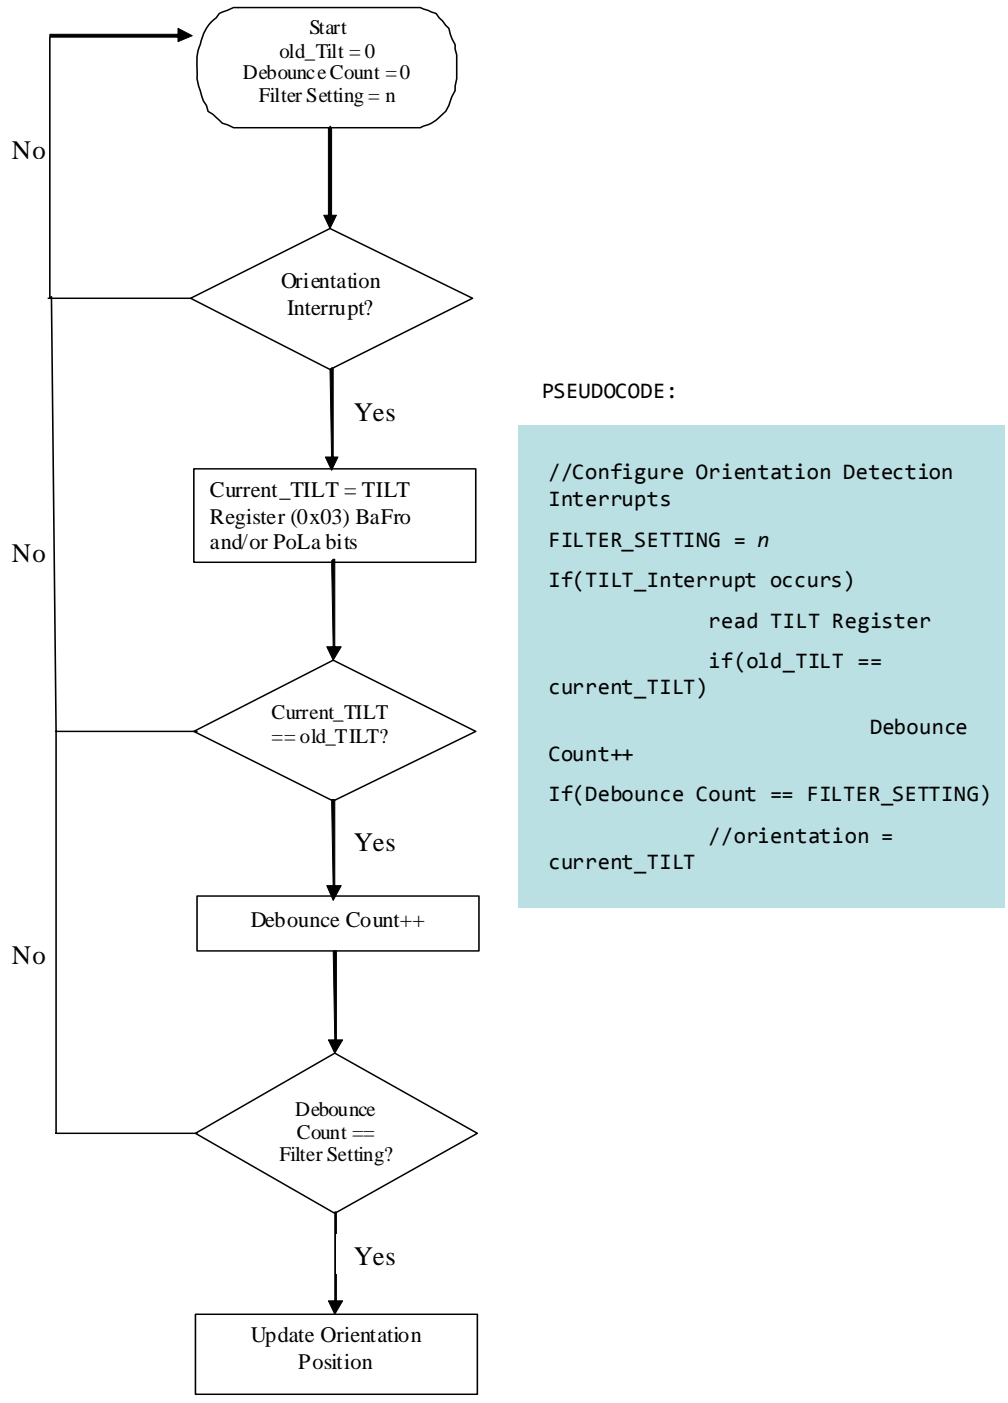 Start
old_Tilt = 0
Debounce Count = 0
Filter Setting = n
No
Orientation
Interrupt?
Yes
Current_TILT = TILT
Register (0x03) BaFro
and/or PoLa bits
No
Current_TILT
== old_TILT?
Yes
Debounce Count++
No
Debounce
Count ==
Filter Setting?
Yes
Update Orientation
Position
PSEUDOCODE:
//Configure Orientation Detection
Interrupts
FILTER_SETTING = n
If(TILT_Interrupt occurs)
read TILT Register
if(old_TILT ==
current_TILT)
Debounce
Count++
If(Debounce Count == FILTER_SETTING)
//orientation =
current_TILT